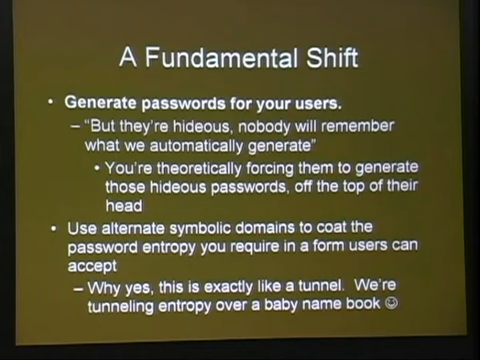 A Fundamental Shift
• Generate passwords for your users.
– “But they’re hideous, nobody will remember
what we automatically generate”
• You’re theoretically forcing them to generate
those hideous passwords, off the top of their
head
• Use alternate symbolic domains to coat the
password entropy you require in a form users can
accept
– Why yes, this is exactly like a tunnel.  We’re
tunneling entropy over a baby name book ☺